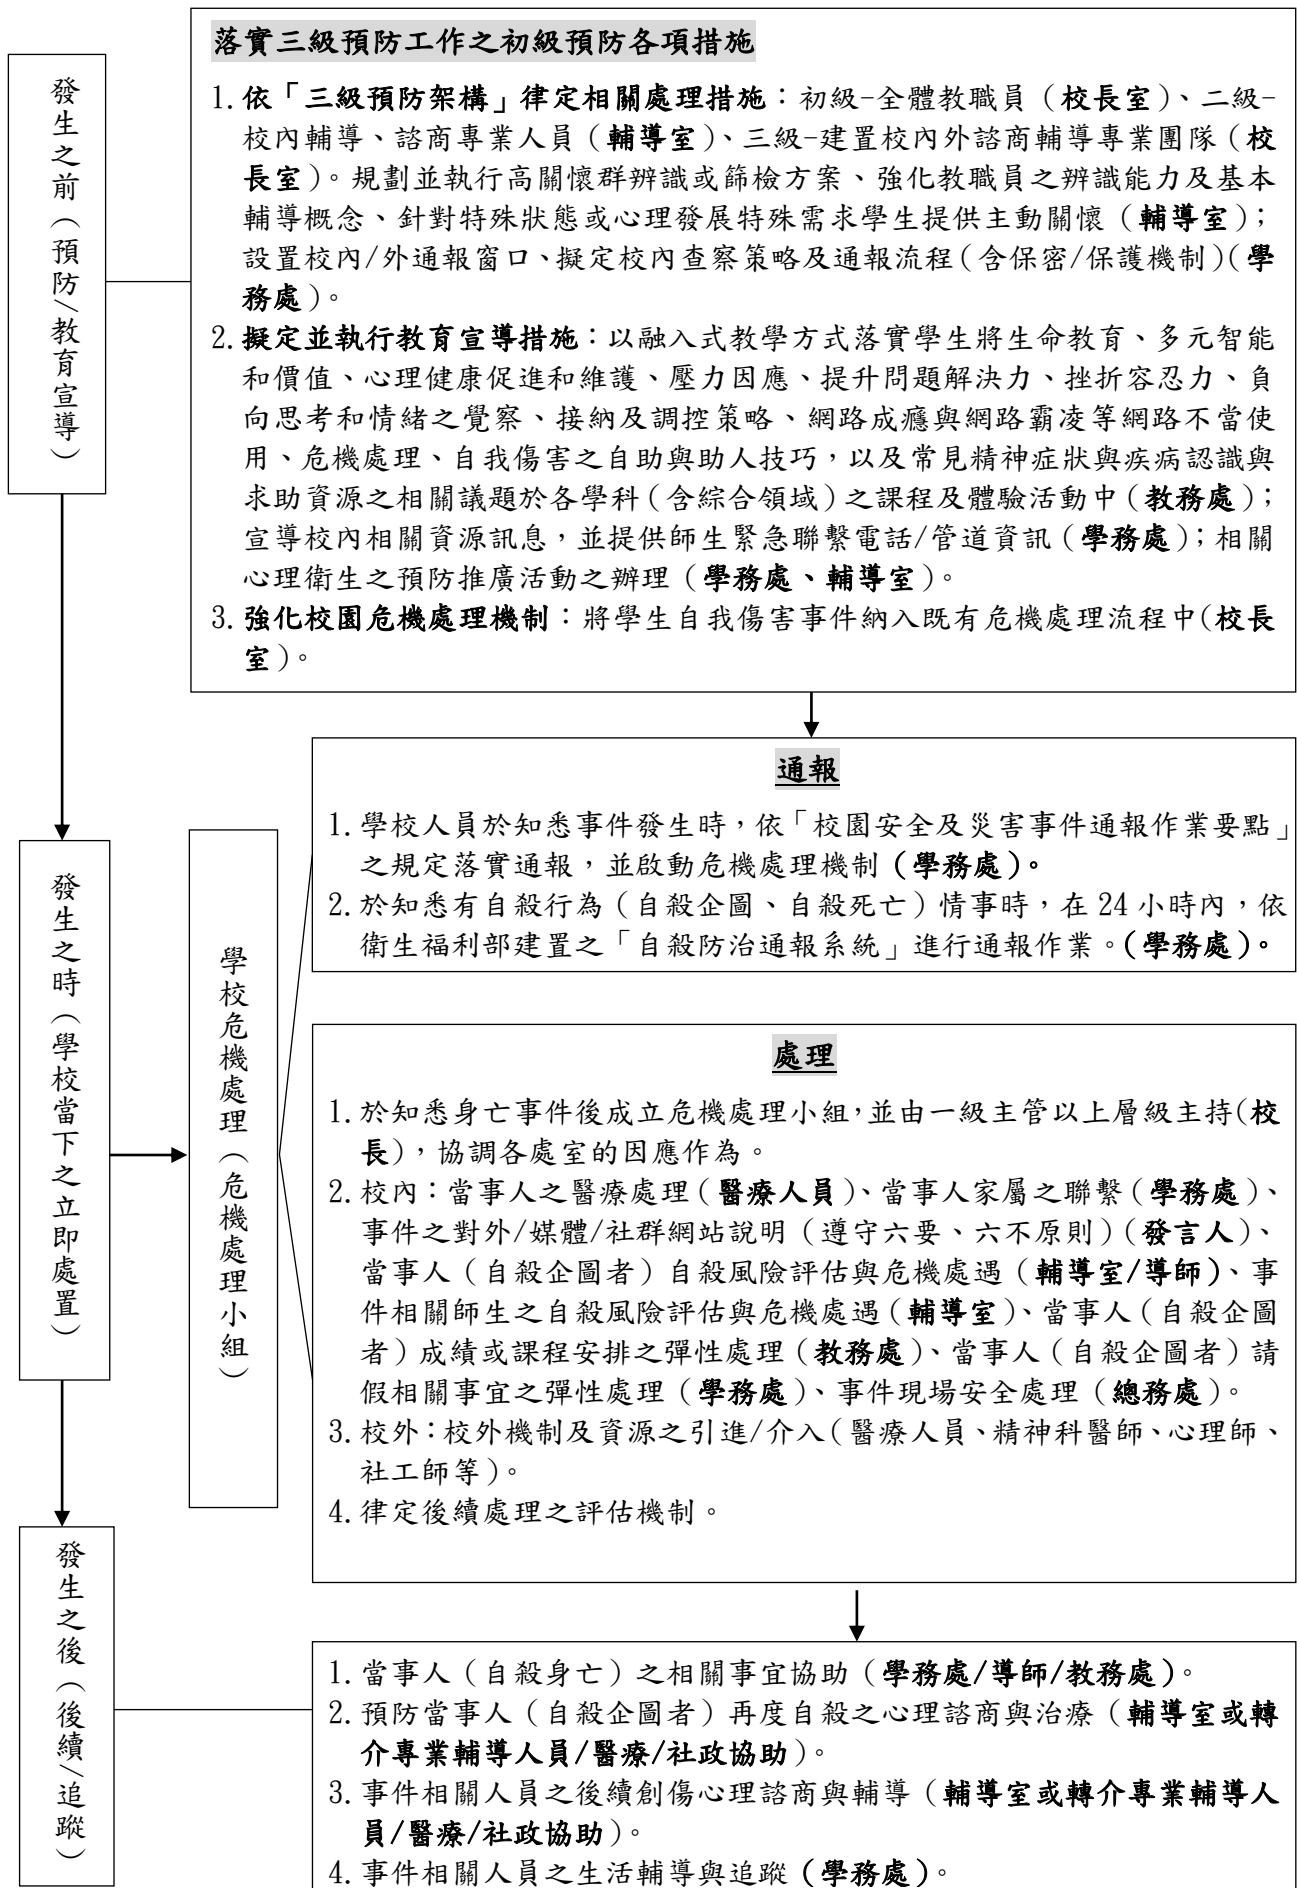 落實三級預防工作之初級預防各項措施
1.依「三級預防架構」律定相關處理措施：初級-全體教職員（校長室）、二級-
校內輔導、諮商專業人員（輔導室）、三級-建置校內外諮商輔導專業團隊（校
長室）。規劃並執行高關懷群辨識或篩檢方案、強化教職員之辨識能力及基本
輔導概念、針對特殊狀態或心理發展特殊需求學生提供主動關懷（輔導室）；
設置校內/外通報窗口、擬定校內查察策略及通報流程（含保密/保護機制）（學
務處）。
2.擬定並執行教育宣導措施：以融入式教學方式落實學生將生命教育、多元智能
和價值、心理健康促進和維護、壓力因應、提升問題解決力、挫折容忍力、負
向思考和情緒之覺察、接納及調控策略、網路成癮與網路霸凌等網路不當使
用、危機處理、自我傷害之自助與助人技巧，以及常見精神症狀與疾病認識與
求助資源之相關議題於各學科（含綜合領域）之課程及體驗活動中（教務處）；
宣導校內相關資源訊息，並提供師生緊急聯繫電話/管道資訊（學務處）；相關
心理衛生之預防推廣活動之辦理（學務處、輔導室）。
3.強化校園危機處理機制：將學生自我傷害事件納入既有危機處理流程中(校長
室）。
發生之前（預防/教育宣導）
通報
1.學校人員於知悉事件發生時，依「校園安全及災害事件通報作業要點」
之規定落實通報，並啟動危機處理機制（學務處）。
2.於知悉有自殺行為（自殺企圖、自殺死亡）情事時，在 24 小時內，依
衛生福利部建置之「自殺防治通報系統」進行通報作業。（學務處）。
發生之時（學校當下之立即處置）
學校危機處理（危機處理小組）
處理
1.於知悉身亡事件後成立危機處理小組，並由一級主管以上層級主持(校
長），協調各處室的因應作為。
2.校內：當事人之醫療處理（醫療人員）、當事人家屬之聯繫（學務處）、
事件之對外/媒體/社群網站說明（遵守六要、六不原則）（發言人）、
當事人（自殺企圖者）自殺風險評估與危機處遇（輔導室/導師）、事
件相關師生之自殺風險評估與危機處遇（輔導室）、當事人（自殺企圖
者）成績或課程安排之彈性處理（教務處）、當事人（自殺企圖者）請
假相關事宜之彈性處理（學務處）、事件現場安全處理（總務處）。
3.校外：校外機制及資源之引進/介入（醫療人員、精神科醫師、心理師、
社工師等）。
4.律定後續處理之評估機制。
發生之後（後續/追蹤）
1.當事人（自殺身亡）之相關事宜協助（學務處/導師/教務處）。
2.預防當事人（自殺企圖者）再度自殺之心理諮商與治療（輔導室或轉
介專業輔導人員/醫療/社政協助）。
3.事件相關人員之後續創傷心理諮商與輔導（輔導室或轉介專業輔導人
員/醫療/社政協助）。
4.事件相關人員之生活輔導與追蹤（學務處）。